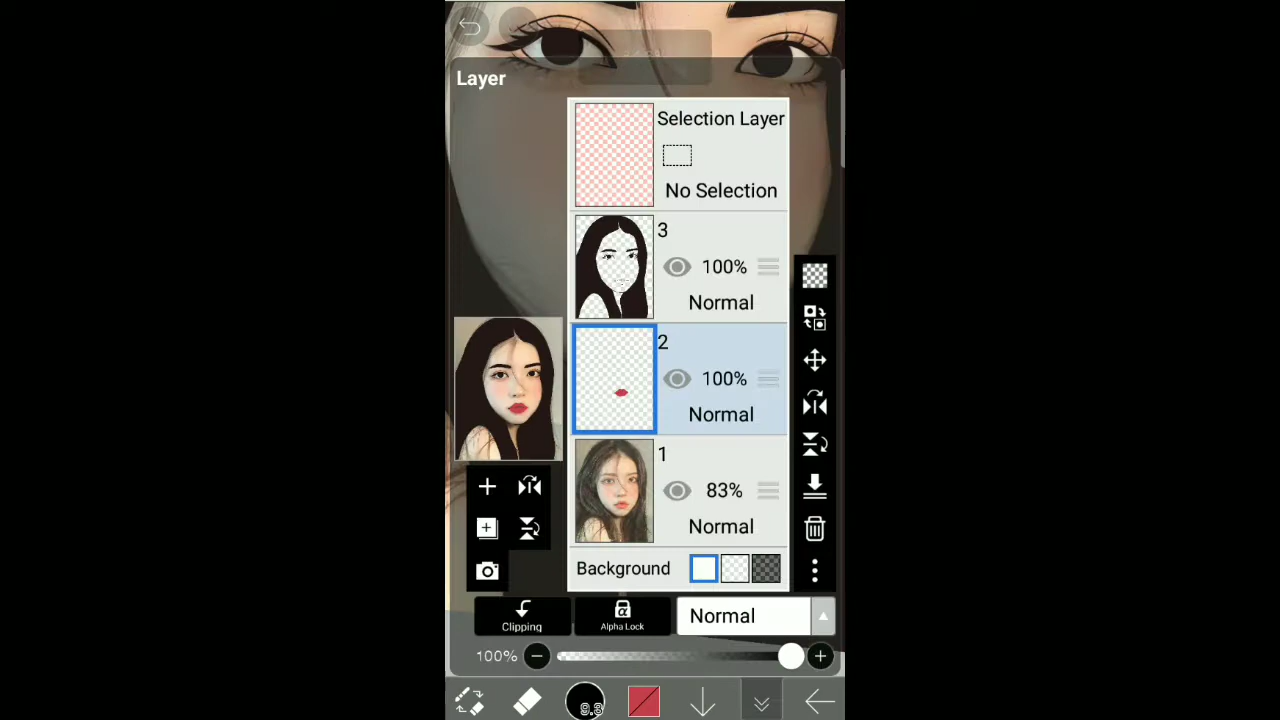 Layer
Selection Layer
No Selection
3
100%
Normal
2
100%
Normal
1
83%
Normal
Background
Clipping
α
Alpha Lock
Normal
100%